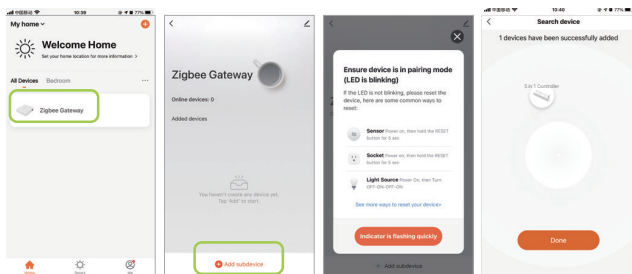 中国移动 10:39 77%
My home
Welcome Home
Set your home location for more information >
All Devices Bedroom ...
Zigbee Gateway
Home Smart Me
Zigbee Gateway
Online devices: 0
Added devices
You haven't create any device yet.
Tap 'Add' to start.
Add subdevice
Ensure device is in pairing mode
(LED is blinking)
If the LED is not blinking, please reset the
device, here are some common ways to
reset:
Sensor Power on, then hold the RESET
button for 5 sec
Socket Power on, then hold the RESET
button for 5 sec
Light Source Power On, then Turn
OFF-ON-OFF-ON
See more ways to reset your device>
Indicator is flashing quickly
+ Add subdevice
中国移动 10:40 77%
Search device
1 devices have been successfully added
5 in 1 Controller
Done